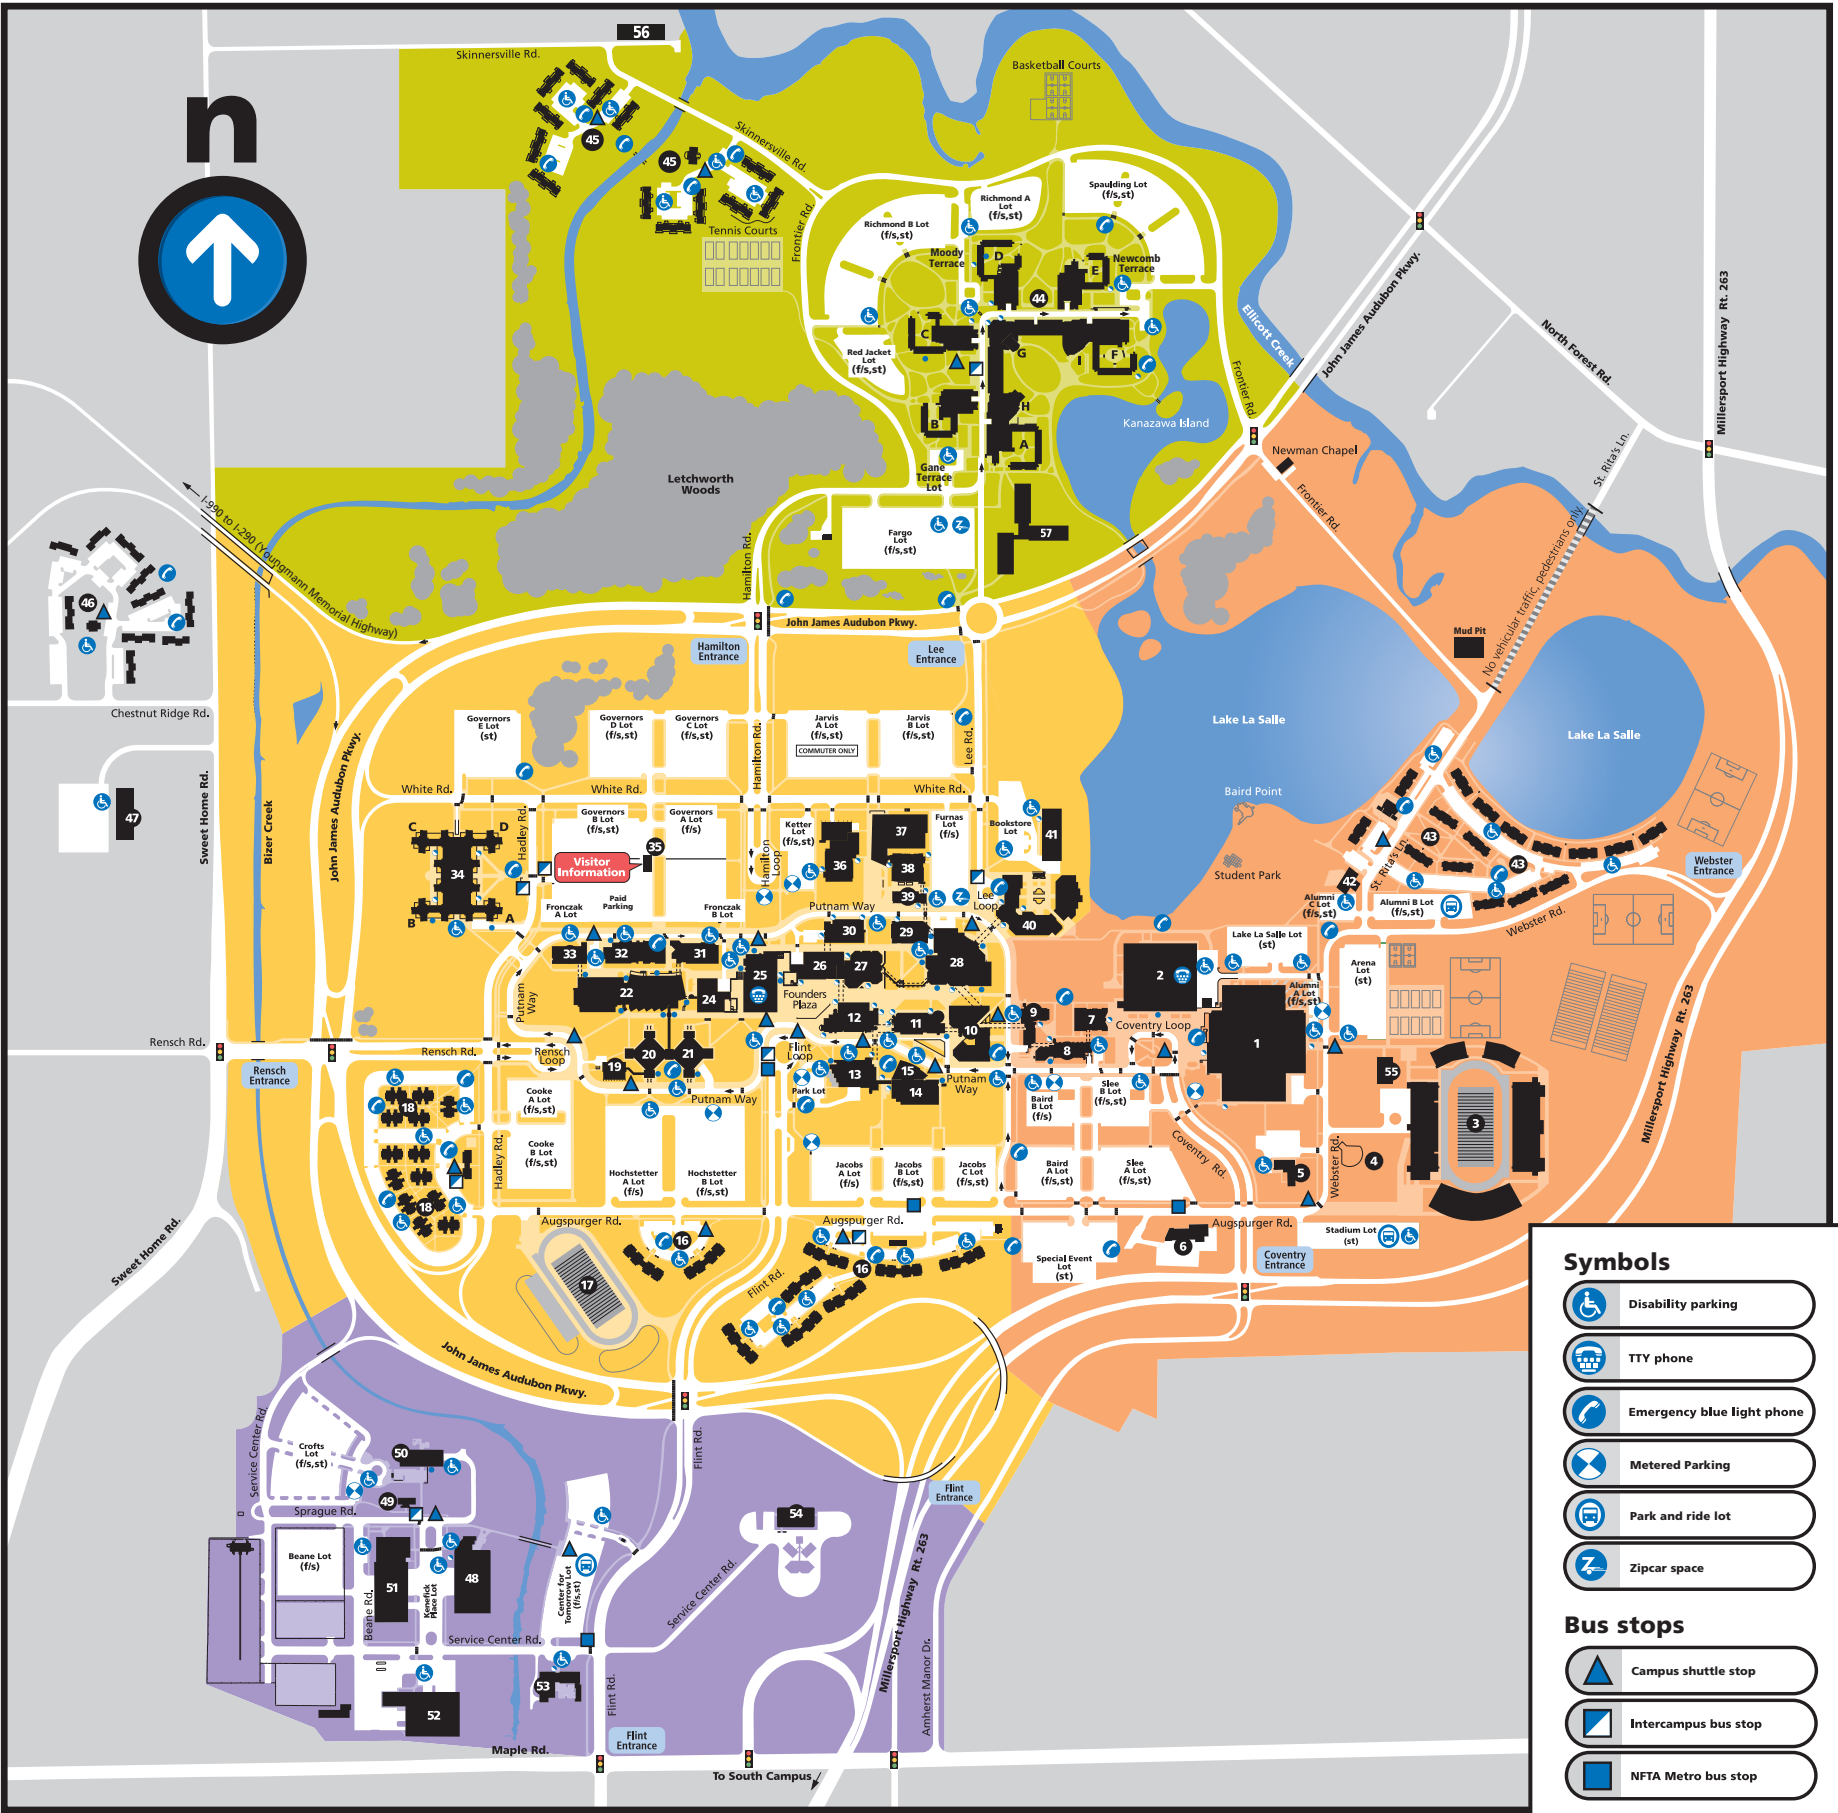 56
Skinnersville Rd.
n
Basketball Courts
45
45
Skinnersville Rd.
Tennis Courts
Frontier Rd.
Richmond A
Lot
(f/s,st)
Spaulding Lot
(f/s,st)
Richmond B Lot
(f/s,st)
Moody
Terrace
D
E
Newcomb
Terrace
44
C
G
F
Red Jacket
Lot
(f/s,st)
H
B
A
Kanazawa Island
Gane
Terrace
Lot
Letchworth
Woods
Fargo
Lot
(f/s,st)
57
Ellicott Creek
Frontier Rd.
John James Audubon Pkwy.
North Forest Rd.
Millersport Highway Rt. 263
Newman Chapel
Frontier Rd.
St. Rita's Ln.
No vehicular traffic, pedestrians only
I-990 to I-290 (Youngmann Memorial Highway)
46
Chestnut Ridge Rd.
47
Sweet Home Rd.
Bizer Creek
John James Audubon Pkwy.
Hamilton Rd.
John James Audubon Pkwy.
Hamilton
Entrance
Lee
Entrance
Mud Pit
Lake La Salle
Lake La Salle
Baird Point
Student Park
Governors
E Lot
(st)
Governors
D Lot
(f/s,st)
Governors
C Lot
(f/s,st)
Hamilton Rd.
Jarvis
A Lot
(f/s,st)
COMMUTER ONLY
Jarvis
B Lot
(f/s,st)
Lee Rd.
White Rd.
White Rd.
White Rd.
Hadley Rd.
Governors
B Lot
(f/s,st)
Governors
A Lot
(f/s)
35
Visitor
Information
Paid
Parking
Fronczak
A Lot
Fronczak
B Lot
C
D
34
B
A
Ketter
Lot
(f/s,st)
Hamilton
Loop
36
37
38
39
Furnas
Lot
(f/s)
Bookstore
Lot
41
Lee
Loop
40
Putnam Way
30
29
28
33
32
31
22
24
25
26
27
Founders
Plaza
Putnam
Way
12
11
10
9
7
8
Coventry Loop
2
1
Lake La Salle Lot
(st)
Alumni
A Lot
(f/s,st)
Arena
Lot
(st)
42
43
43
St. Rita's Ln.
Alumni
C Lot
(f/s,st)
Alumni B Lot
(f/s,st)
Webster Rd.
Webster
Entrance
Millersport Highway Rt. 263
Rensch Rd.
Rensch
Entrance
Rensch Rd.
Rensch
Loop
19
20
21
Flint
Loop
Park Lot
13
15
14
Putnam
Way
Putnam Way
18
18
Hadley Rd.
Cooke
A Lot
(f/s,st)
Cooke
B Lot
(f/s,st)
Hochstetter
A Lot
(f/s)
Hochstetter
B Lot
(f/s,st)
Jacobs
A Lot
(f/s)
Jacobs
B Lot
(f/s,st)
Jacobs
C Lot
(f/s,st)
Baird
B Lot
(f/s)
Slee
B Lot
(f/s,st)
Baird
A Lot
(f/s,st)
Slee
A Lot
(f/s,st)
Coventry Rd.
55
3
4
5
Webster Rd.
Augspurger Rd.
Augspurger Rd.
Augspurger Rd.
16
16
17
6
Special Event
Lot
(st)
Stadium Lot
(st)
Coventry
Entrance
Flint Rd.
Sweet Home Rd.
John James Audubon Pkwy.
Service Center Rd.
Crofts
Lot
(f/s,st)
50
49
Sprague Rd.
Beane Lot
(f/s)
Beane Rd.
51
Kenefick
Place Lot
48
Center for
Tomorrow Lot
(f/s,st)
Service Center Rd.
Service Center Rd.
54
52
53
Flint Rd.
Flint Rd.
Flint
Entrance
Flint
Entrance
Millersport Highway Rt. 263
Amherst Manor Dr.
Maple Rd.
To South Campus
Symbols
Disability parking
TTY phone
Emergency blue light phone
Metered Parking
Park and ride lot
Zipcar space
Bus stops
Campus shuttle stop
Intercampus bus stop
NFTA Metro bus stop